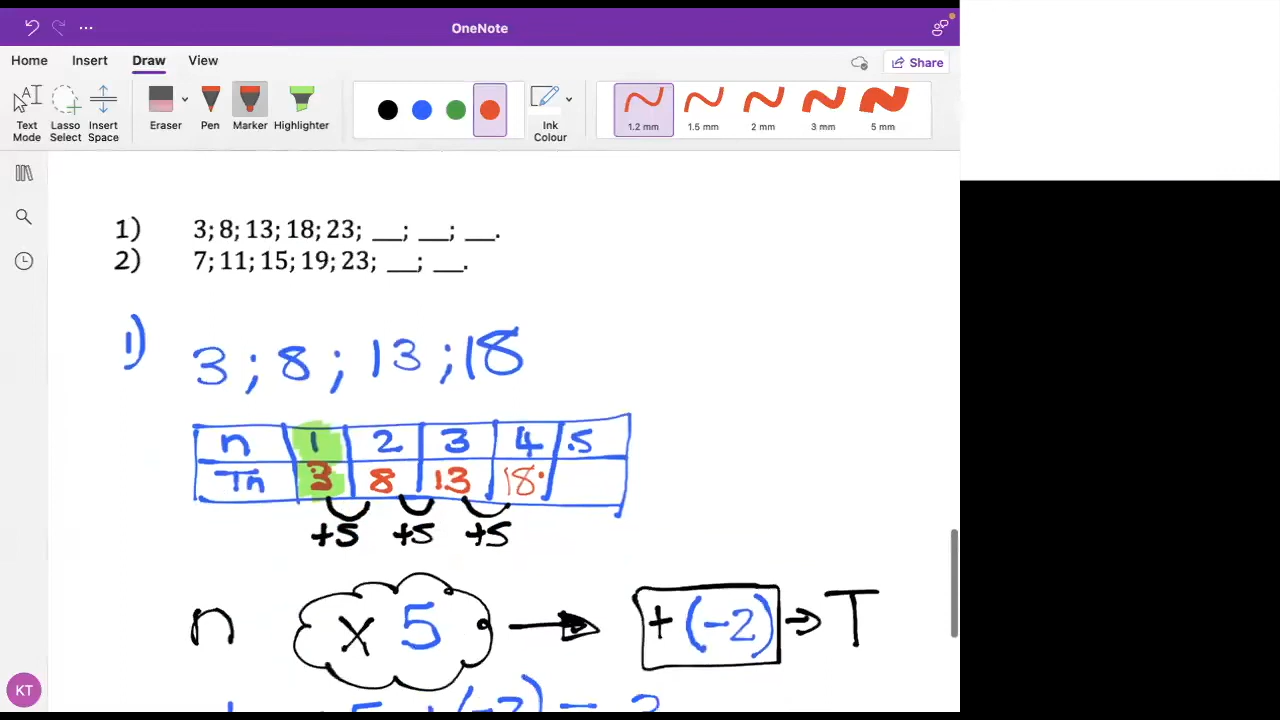 OneNote
Home Insert Draw View
Share
Text Mode
Lasso Select
Insert Space
Eraser
Pen
Marker
Highlighter
Ink Colour
1.2 mm
1.5 mm
2 mm
3 mm
5 mm
1) 3; 8; 13; 18; 23; __; __; __.
2) 7; 11; 15; 19; 23; __; __.
1) 3 ; 8 ; 13 ; 18
n 1 2 3 4 .5
Tn 3 8 13 18
+5 +5 +5
n × 5 → + (-2) → T
KT